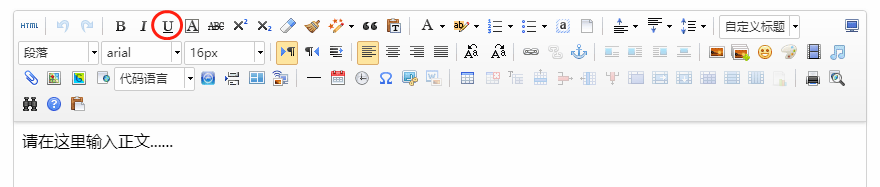 HTML B I U A ABC X² X₂ A ab 自定义标题
段落 arial 16px
代码语言
请在这里输入正文......